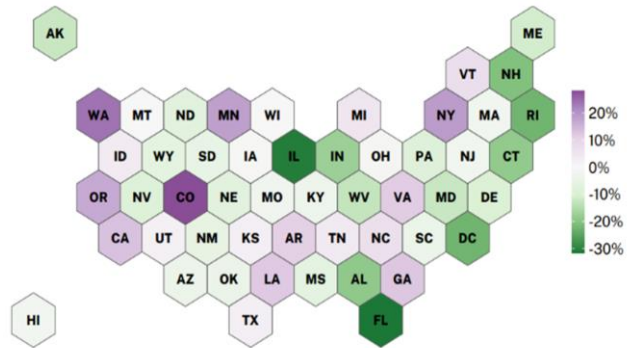 AK ME
VT NH
WA MT ND MN WI MI NY MA RI
ID WY SD IA IL IN OH PA NJ CT
OR NV CO NE MO KY WV VA MD DE
CA UT NM KS AR TN NC SC DC
AZ OK LA MS AL GA
HI TX FL
20%
10%
0%
-10%
-20%
-30%